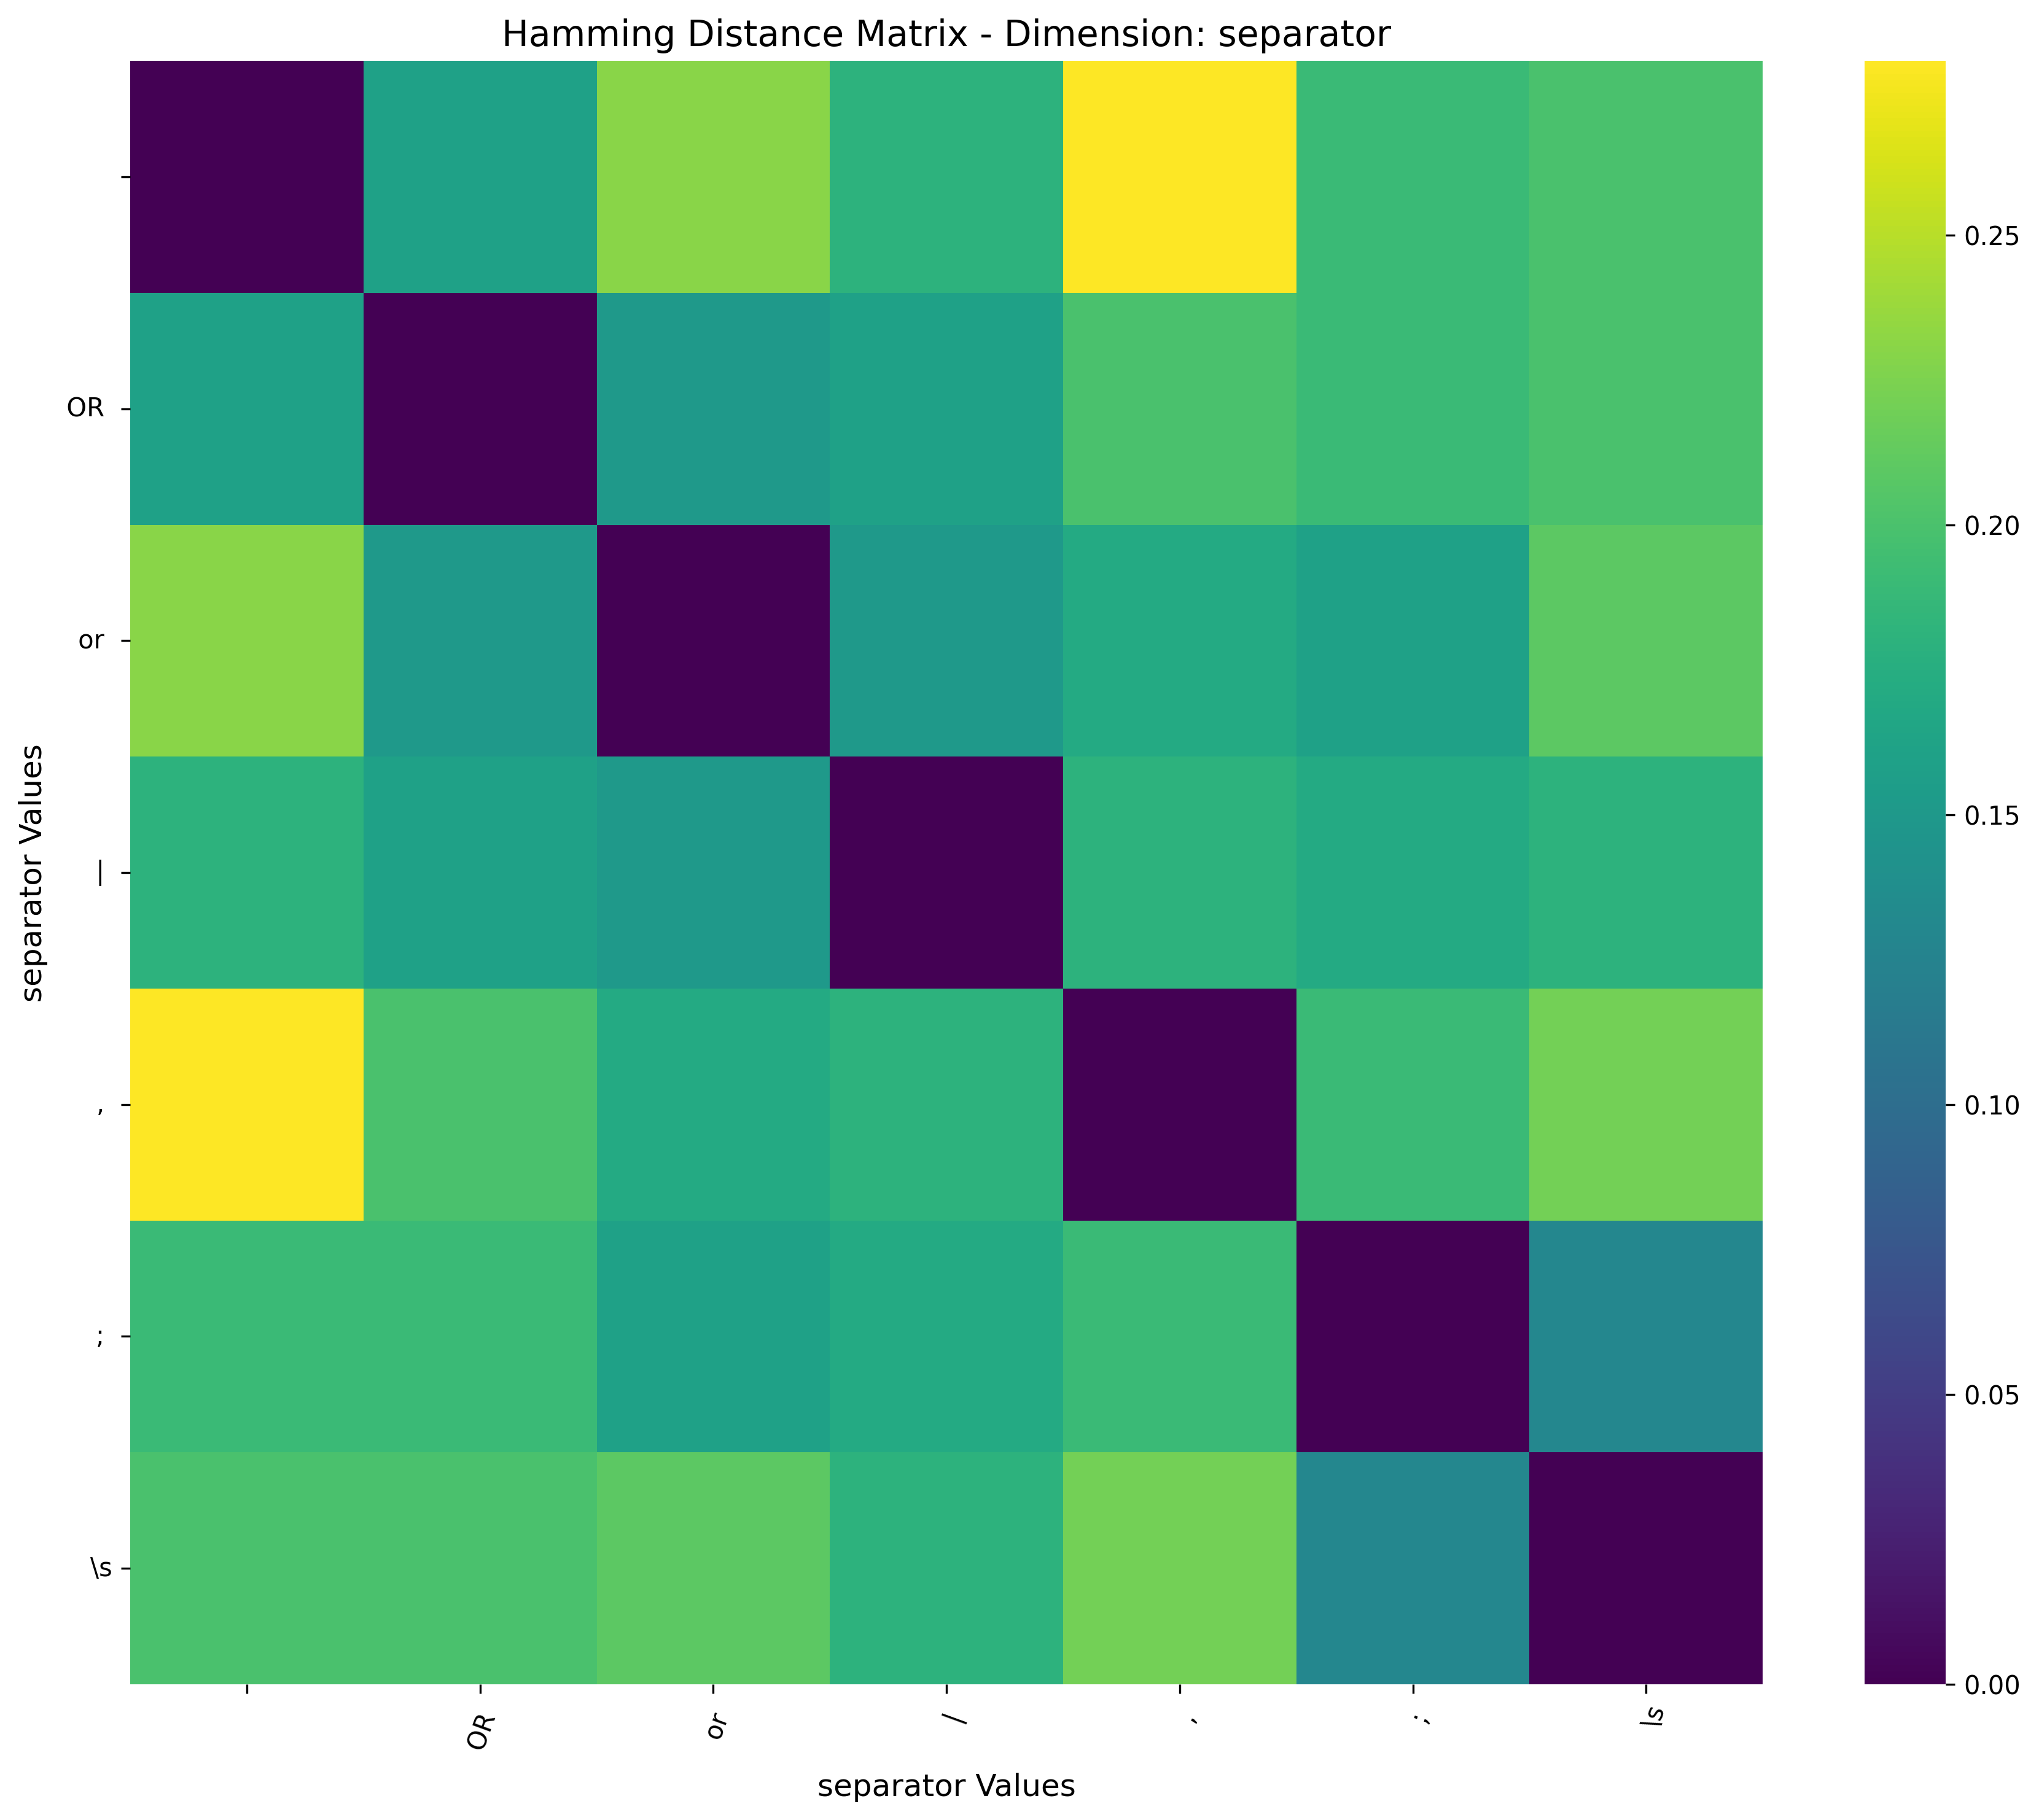 Hamming Distance Matrix - Dimension: separator
separator Values
OR
or
|
,
;
\s
OR
or
|
,
;
\s
separator Values
0.25
0.20
0.15
0.10
0.05
0.00